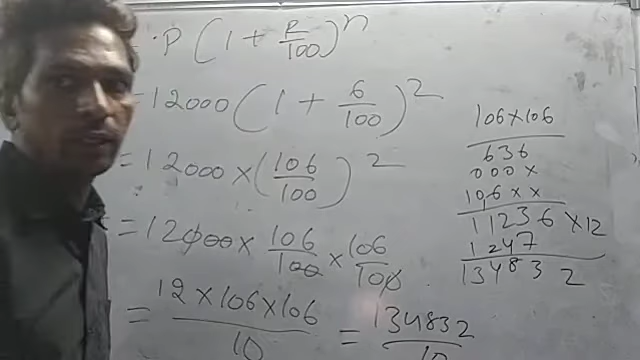 = P(1 + R/100)^n
= 12000(1 + 6/100)^2
= 12000 × (106/100)^2
= 12000 × 106/100 × 106/100
= 12×106×106/10 = 134832/10
106×106
636
000×
106××
11236 ×12
1247
134832